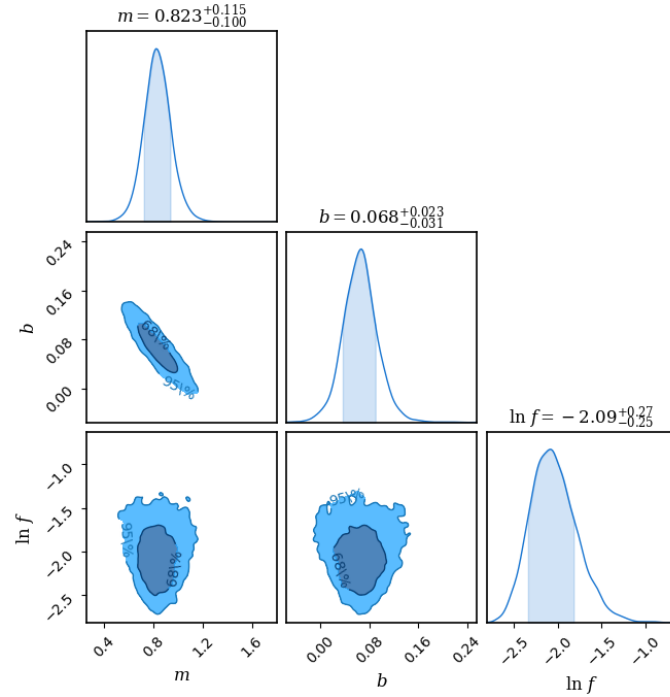 m = 0.823^{+0.115}_{-0.100}
b = 0.068^{+0.023}_{-0.031}
0.24
0.16
0.08
0.00
b
68\%
95\%
ln f = −2.09^{+0.27}_{-0.25}
−1.0
−1.5
−2.0
−2.5
ln f
95\%
68\%
95\%
68\%
0.4 0.8 1.2 1.6
m
0.00 0.08 0.16 0.24
b
−2.5 −2.0 −1.5 −1.0
ln f